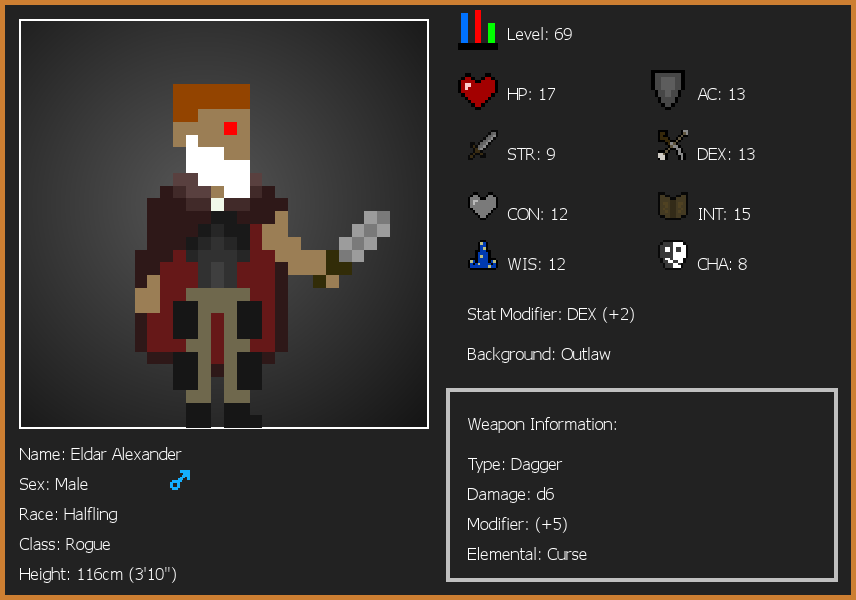 Level: 69
HP: 17
AC: 13
STR: 9
DEX: 13
CON: 12
INT: 15
WIS: 12
CHA: 8
Stat Modifier: DEX (+2)
Background: Outlaw
Weapon Information:
Type: Dagger
Damage: d6
Modifier: (+5)
Elemental: Curse
Name: Eldar Alexander
Sex: Male
Race: Halfling
Class: Rogue
Height: 116cm (3'10")